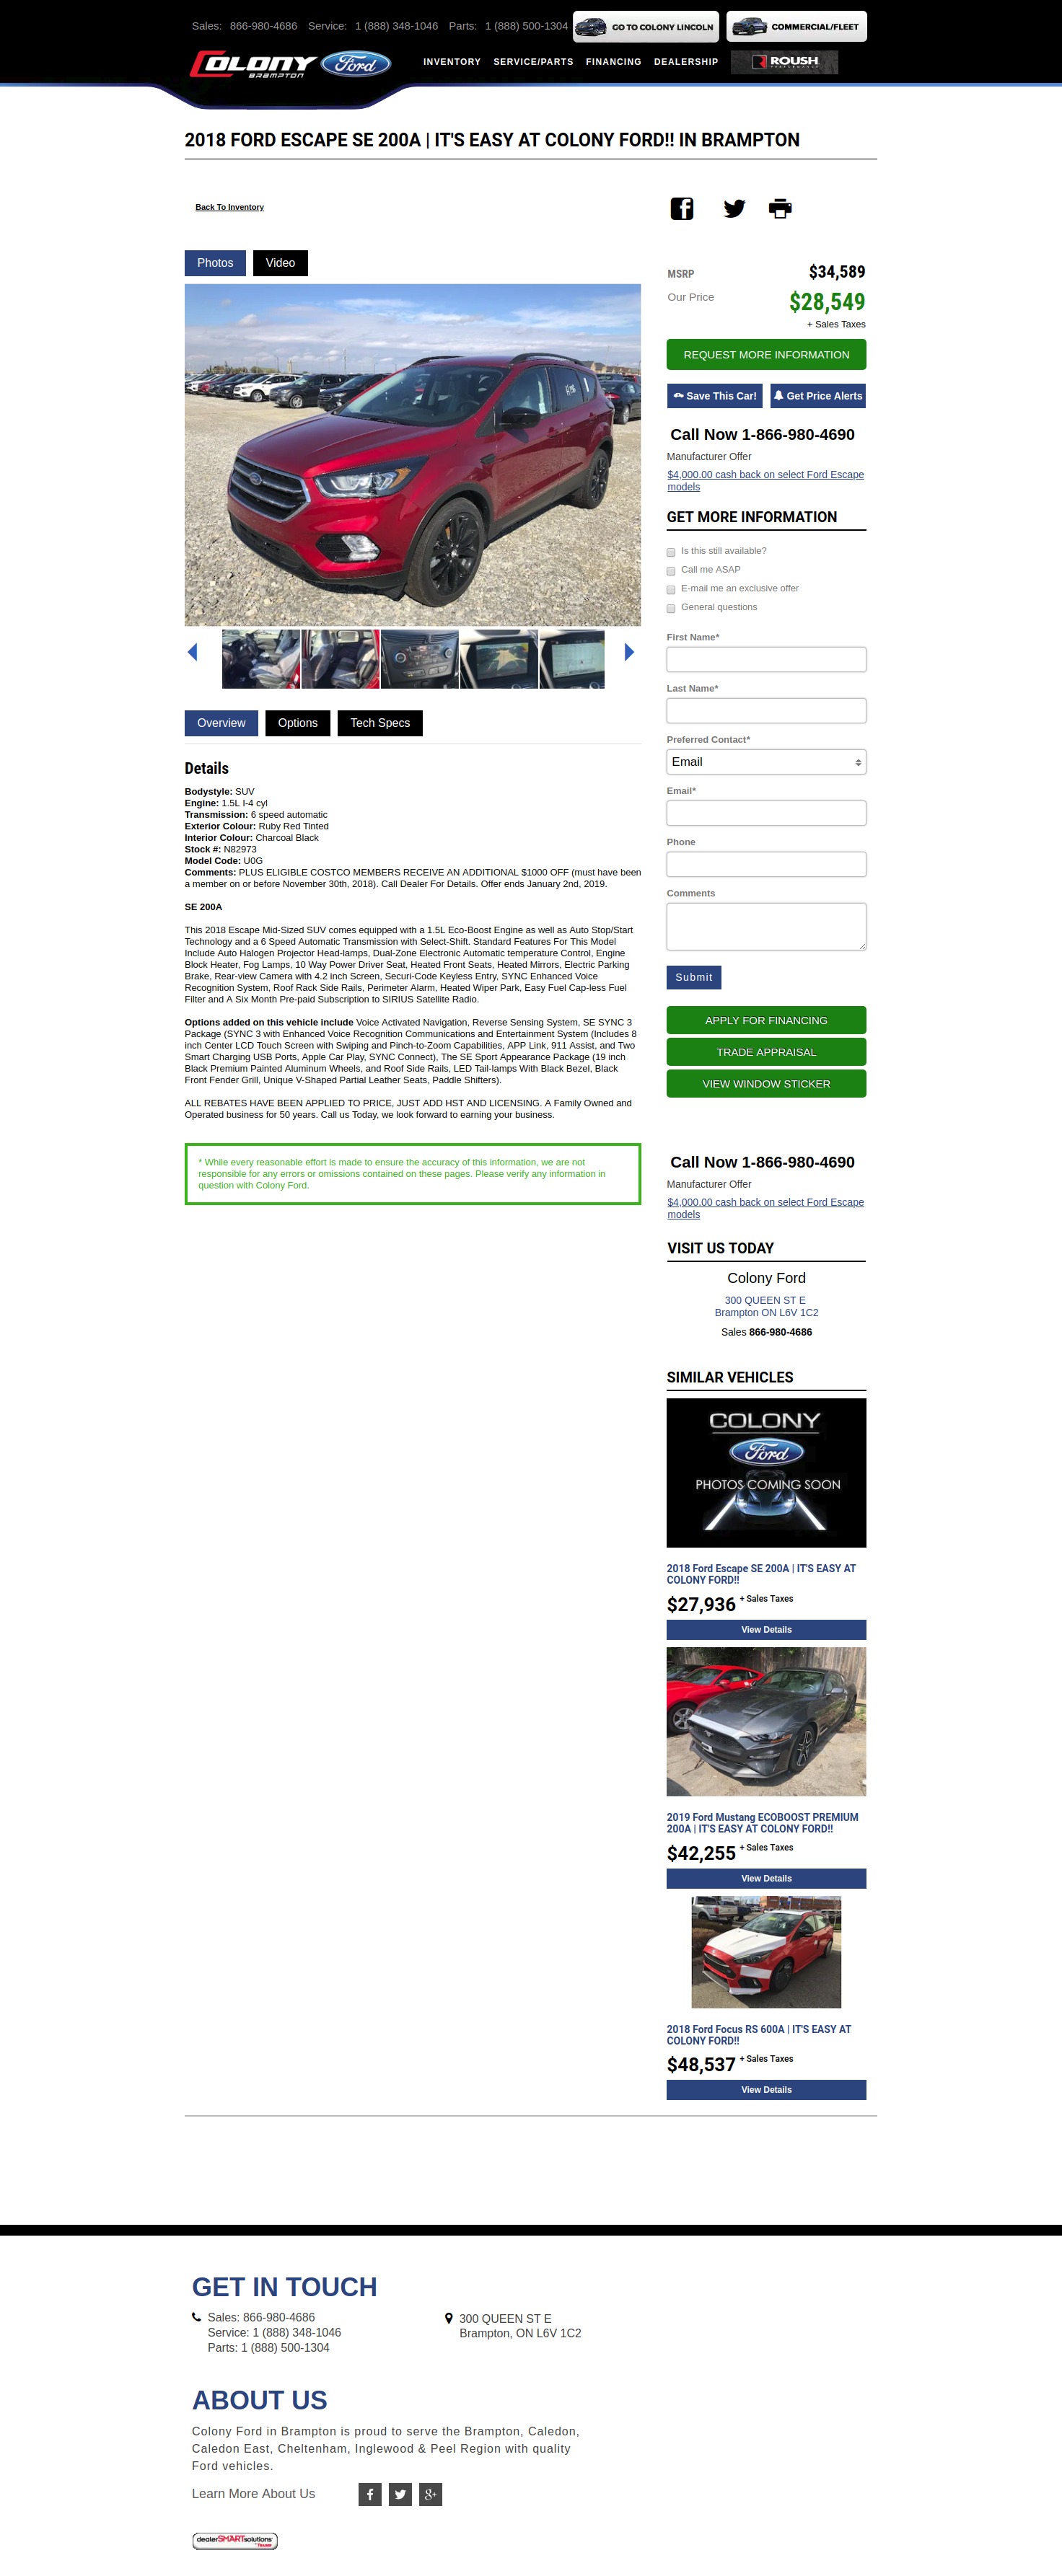 Sales: 866-980-4686 Service: 1 (888) 348-1046 Parts: 1 (888) 500-1304
GO TO COLONY LINCOLN
COMMERCIAL/FLEET
COLONY
BRAMPTON
Ford
INVENTORY SERVICE/PARTS FINANCING DEALERSHIP
ROUSH
2018 FORD ESCAPE SE 200A | IT'S EASY AT COLONY FORD!! IN BRAMPTON
Back To Inventory
Photos Video
Overview Options Tech Specs
Details
Bodystyle: SUV
Engine: 1.5L I-4 cyl
Transmission: 6 speed automatic
Exterior Colour: Ruby Red Tinted
Interior Colour: Charcoal Black
Stock #: N82973
Model Code: U0G
Comments: PLUS ELIGIBLE COSTCO MEMBERS RECEIVE AN ADDITIONAL $1000 OFF (must have been
a member on or before November 30th, 2018). Call Dealer For Details. Offer ends January 2nd, 2019.
SE 200A
This 2018 Escape Mid-Sized SUV comes equipped with a 1.5L Eco-Boost Engine as well as Auto Stop/Start
Technology and a 6 Speed Automatic Transmission with Select-Shift. Standard Features For This Model
Include Auto Halogen Projector Head-lamps, Dual-Zone Electronic Automatic temperature Control, Engine
Block Heater, Fog Lamps, 10 Way Power Driver Seat, Heated Front Seats, Heated Mirrors, Electric Parking
Brake, Rear-view Camera with 4.2 inch Screen, Securi-Code Keyless Entry, SYNC Enhanced Voice
Recognition System, Roof Rack Side Rails, Perimeter Alarm, Heated Wiper Park, Easy Fuel Cap-less Fuel
Filter and A Six Month Pre-paid Subscription to SIRIUS Satellite Radio.
Options added on this vehicle include Voice Activated Navigation, Reverse Sensing System, SE SYNC 3
Package (SYNC 3 with Enhanced Voice Recognition Communications and Entertainment System (Includes 8
inch Center LCD Touch Screen with Swiping and Pinch-to-Zoom Capabilities, APP Link, 911 Assist, and Two
Smart Charging USB Ports, Apple Car Play, SYNC Connect), The SE Sport Appearance Package (19 inch
Black Premium Painted Aluminum Wheels, and Roof Side Rails, LED Tail-lamps With Black Bezel, Black
Front Fender Grill, Unique V-Shaped Partial Leather Seats, Paddle Shifters).
ALL REBATES HAVE BEEN APPLIED TO PRICE, JUST ADD HST AND LICENSING. A Family Owned and
Operated business for 50 years. Call us Today, we look forward to earning your business.
* While every reasonable effort is made to ensure the accuracy of this information, we are not
responsible for any errors or omissions contained on these pages. Please verify any information in
question with Colony Ford.
MSRP $34,589
Our Price $28,549
+ Sales Taxes
REQUEST MORE INFORMATION
Save This Car! Get Price Alerts
Call Now 1-866-980-4690
Manufacturer Offer
$4,000.00 cash back on select Ford Escape
models
GET MORE INFORMATION
Is this still available?
Call me ASAP
E-mail me an exclusive offer
General questions
First Name*
Last Name*
Preferred Contact*
Email
Email*
Phone
Comments
Submit
APPLY FOR FINANCING
TRADE APPRAISAL
VIEW WINDOW STICKER
Call Now 1-866-980-4690
Manufacturer Offer
$4,000.00 cash back on select Ford Escape
models
VISIT US TODAY
Colony Ford
300 QUEEN ST E
Brampton ON L6V 1C2
Sales 866-980-4686
SIMILAR VEHICLES
COLONY
Ford
PHOTOS COMING SOON
2018 Ford Escape SE 200A | IT'S EASY AT
COLONY FORD!!
$27,936 + Sales Taxes
View Details
2019 Ford Mustang ECOBOOST PREMIUM
200A | IT'S EASY AT COLONY FORD!!
$42,255 + Sales Taxes
View Details
2018 Ford Focus RS 600A | IT'S EASY AT
COLONY FORD!!
$48,537 + Sales Taxes
View Details
GET IN TOUCH
Sales: 866-980-4686
Service: 1 (888) 348-1046
Parts: 1 (888) 500-1304
300 QUEEN ST E
Brampton, ON L6V 1C2
ABOUT US
Colony Ford in Brampton is proud to serve the Brampton, Caledon,
Caledon East, Cheltenham, Inglewood & Peel Region with quality
Ford vehicles.
Learn More About Us
dealerSMARTsolutions